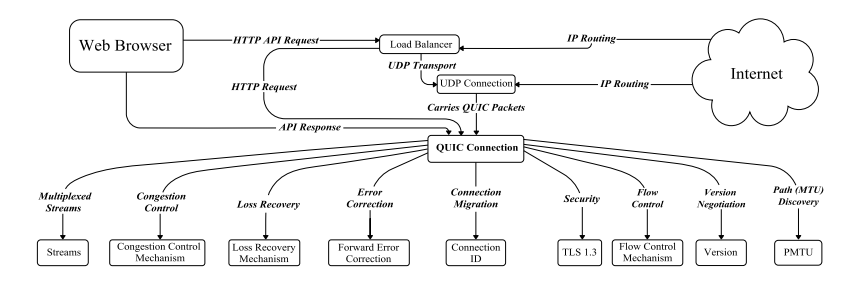 Web Browser
HTTP API Request
Load Balancer
IP Routing
Internet
UDP Transport
HTTP Request
UDP Connection
IP Routing
Carries QUIC Packets
API Response
QUIC Connection
Multiplexed
Streams
Congestion
Control
Loss Recovery
Error
Correction
Connection
Migration
Security
Flow
Control
Version
Negotiation
Path (MTU)
Discovery
Streams
Congestion Control
Mechanism
Loss Recovery
Mechanism
Forward Error
Correction
Connection
ID
TLS 1.3
Flow Control
Mechanism
Version
PMTU